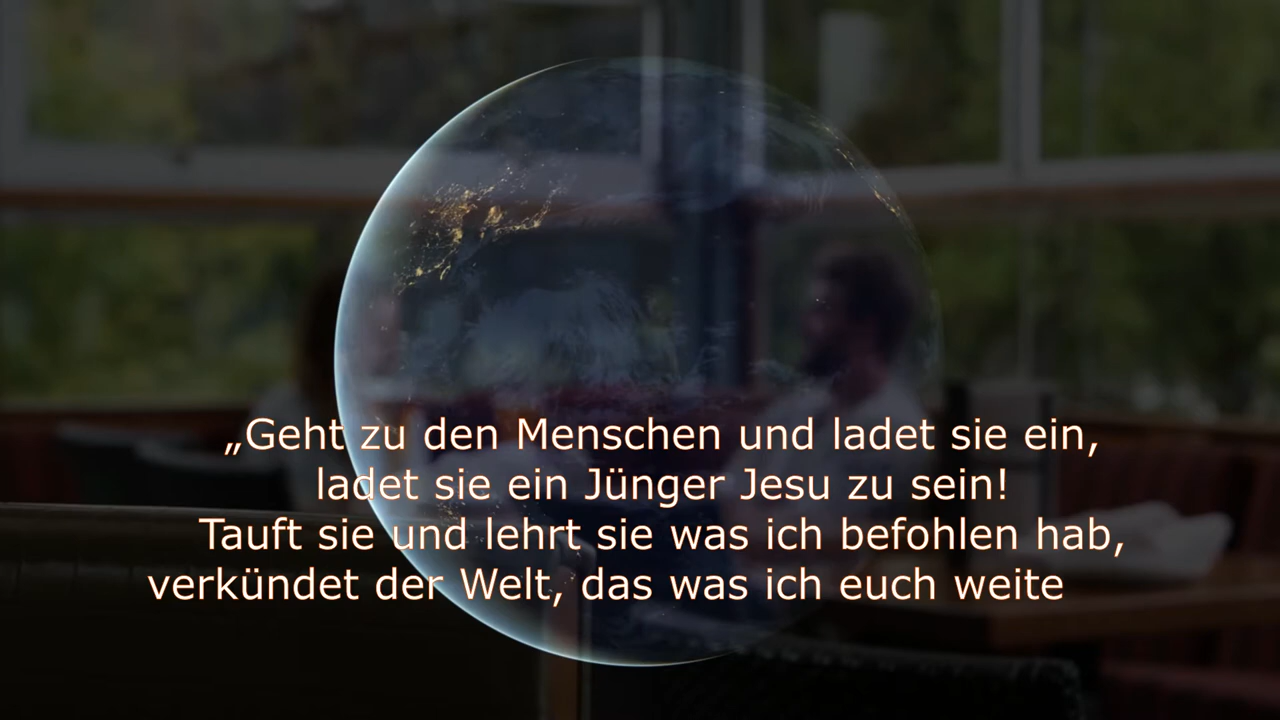 „Geht zu den Menschen und ladet sie ein,
ladet sie ein Jünger Jesu zu sein!
Tauft sie und lehrt sie was ich befohlen hab,
verkündet der Welt, das was ich euch weite